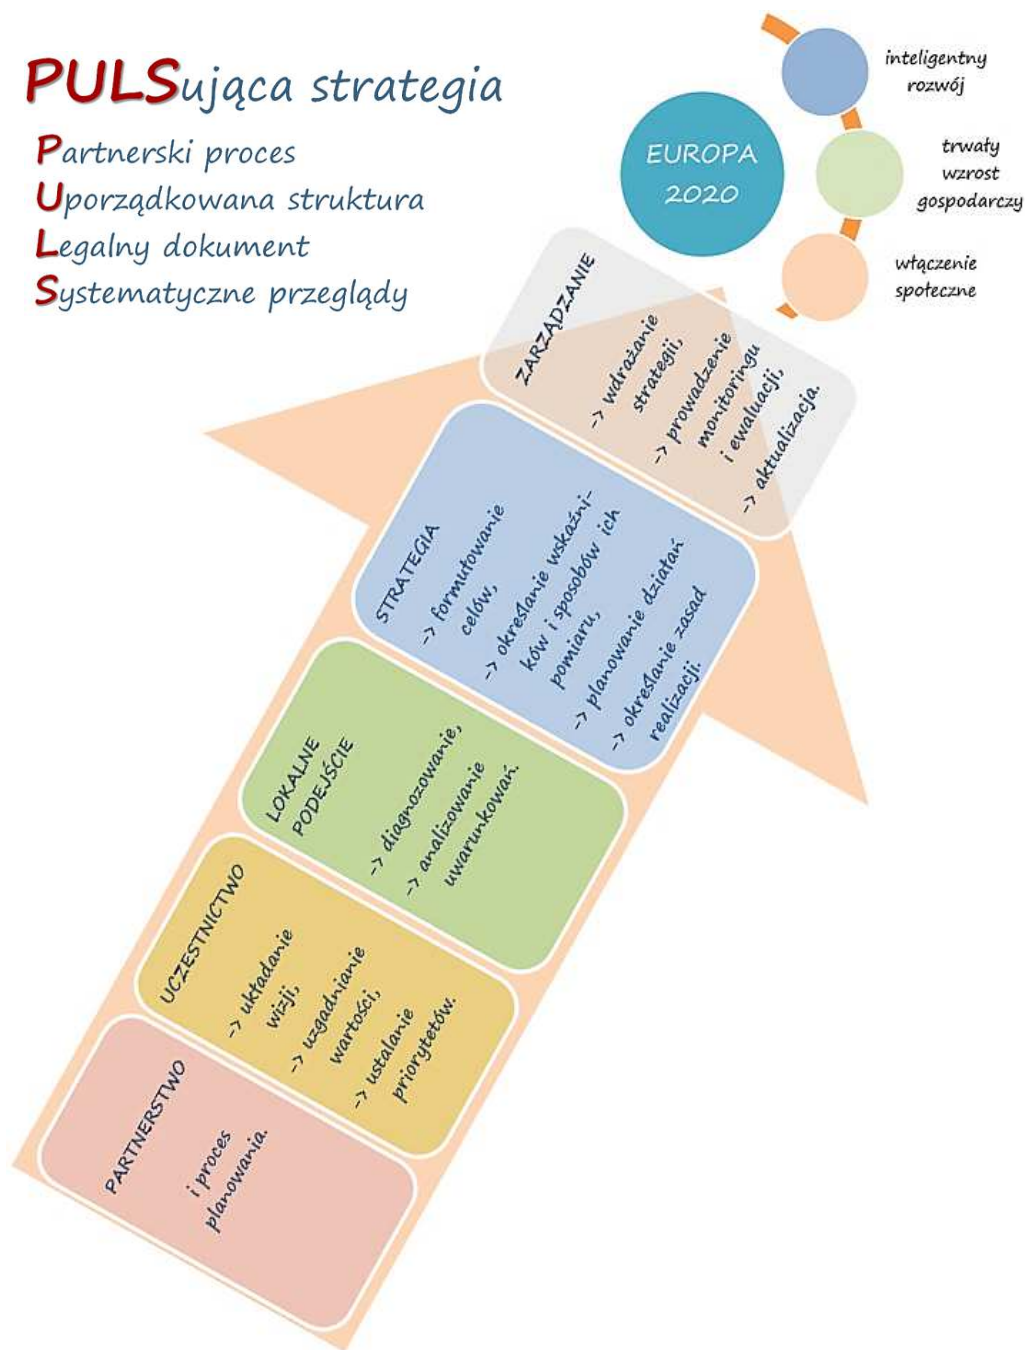 PULSująca strategia
Partnerski proces
Uporządkowana struktura
Legalny dokument
Systematyczne przeglądy
EUROPA
2020
inteligentny
rozwój
trwały
wzrost
gospodarczy
włączenie
społeczne
ZARZĄDZANIE
-> wdrażanie
strategii,
-> prowadzenie
monitoringu
i ewaluacji,
-> aktualizacja.
STRATEGIA
-> formułowanie
celów,
-> określanie wskaźni-
ków i sposobów ich
pomiaru,
-> planowanie działań
-> określanie zasad
realizacji.
LOKALNE
PODEJŚCIE
-> diagnozowanie,
-> analizowanie
uwarunkowań.
UCZESTNICTWO
-> układanie
wizji,
-> uzgadnianie
wartości,
-> ustalanie
priorytetów.
PARTNERSTWO
i proces
planowania.